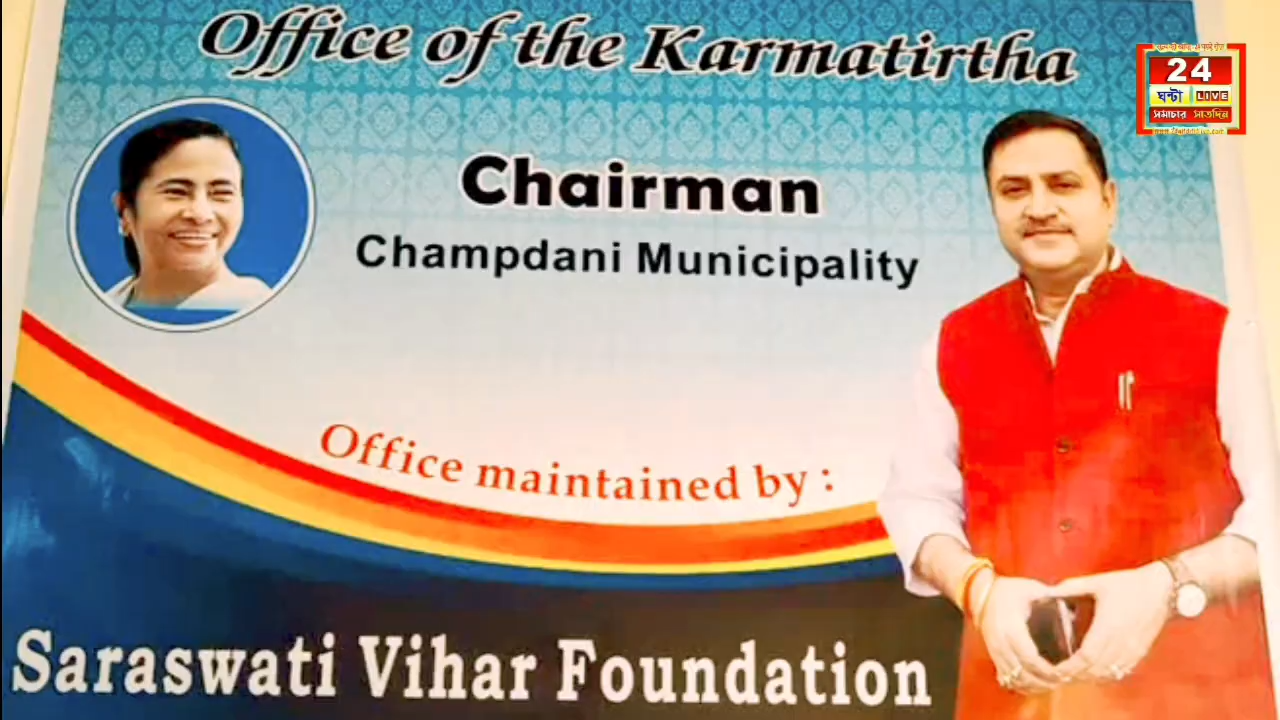 Office of the Karmatirtha
24
ঘন্টা LIVE
সমাচার সাতদিন
Chairman
Champdani Municipality
Office maintained by :
Saraswati Vihar Foundation